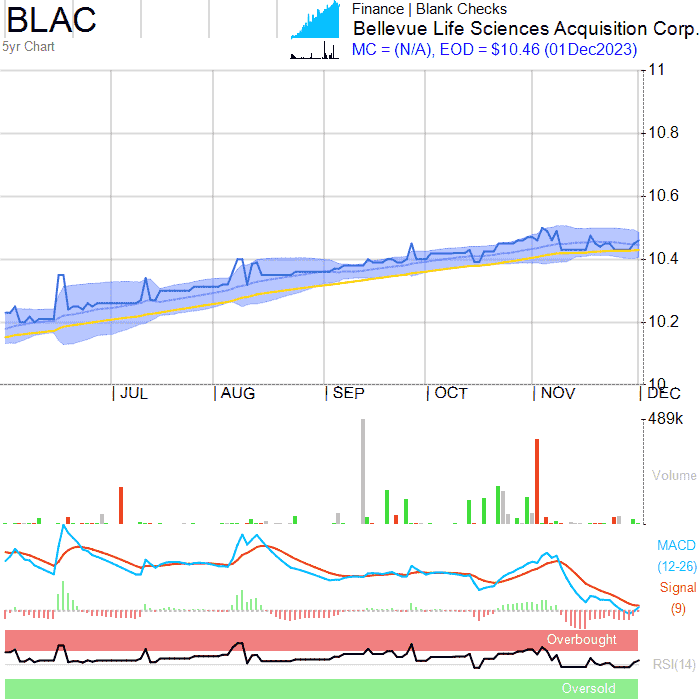 BLAC
5yr Chart
Finance | Blank Checks
Bellevue Life Sciences Acquisition Corp.
MC = (N/A), EOD = $10.46 (01Dec2023)
11
10.8
10.6
10.4
10.2
10
JUL AUG SEP OCT NOV DEC
489k
Volume
MACD
(12-26)
Signal
(9)
Overbought
RSI(14)
Oversold